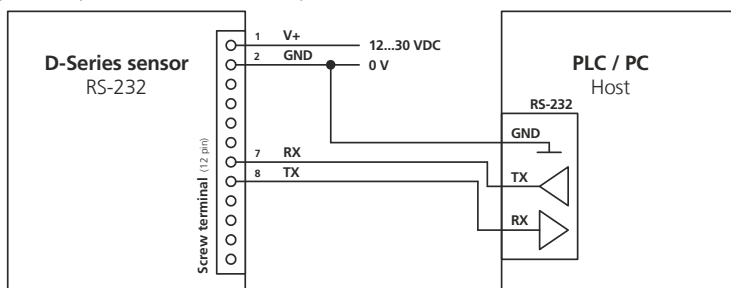 D-Series sensor
RS-232
Screw terminal (12 pin)
1 V+ 12...30 VDC
2 GND 0 V
7 RX
8 TX
PLC / PC
Host
RS-232
GND
TX
RX